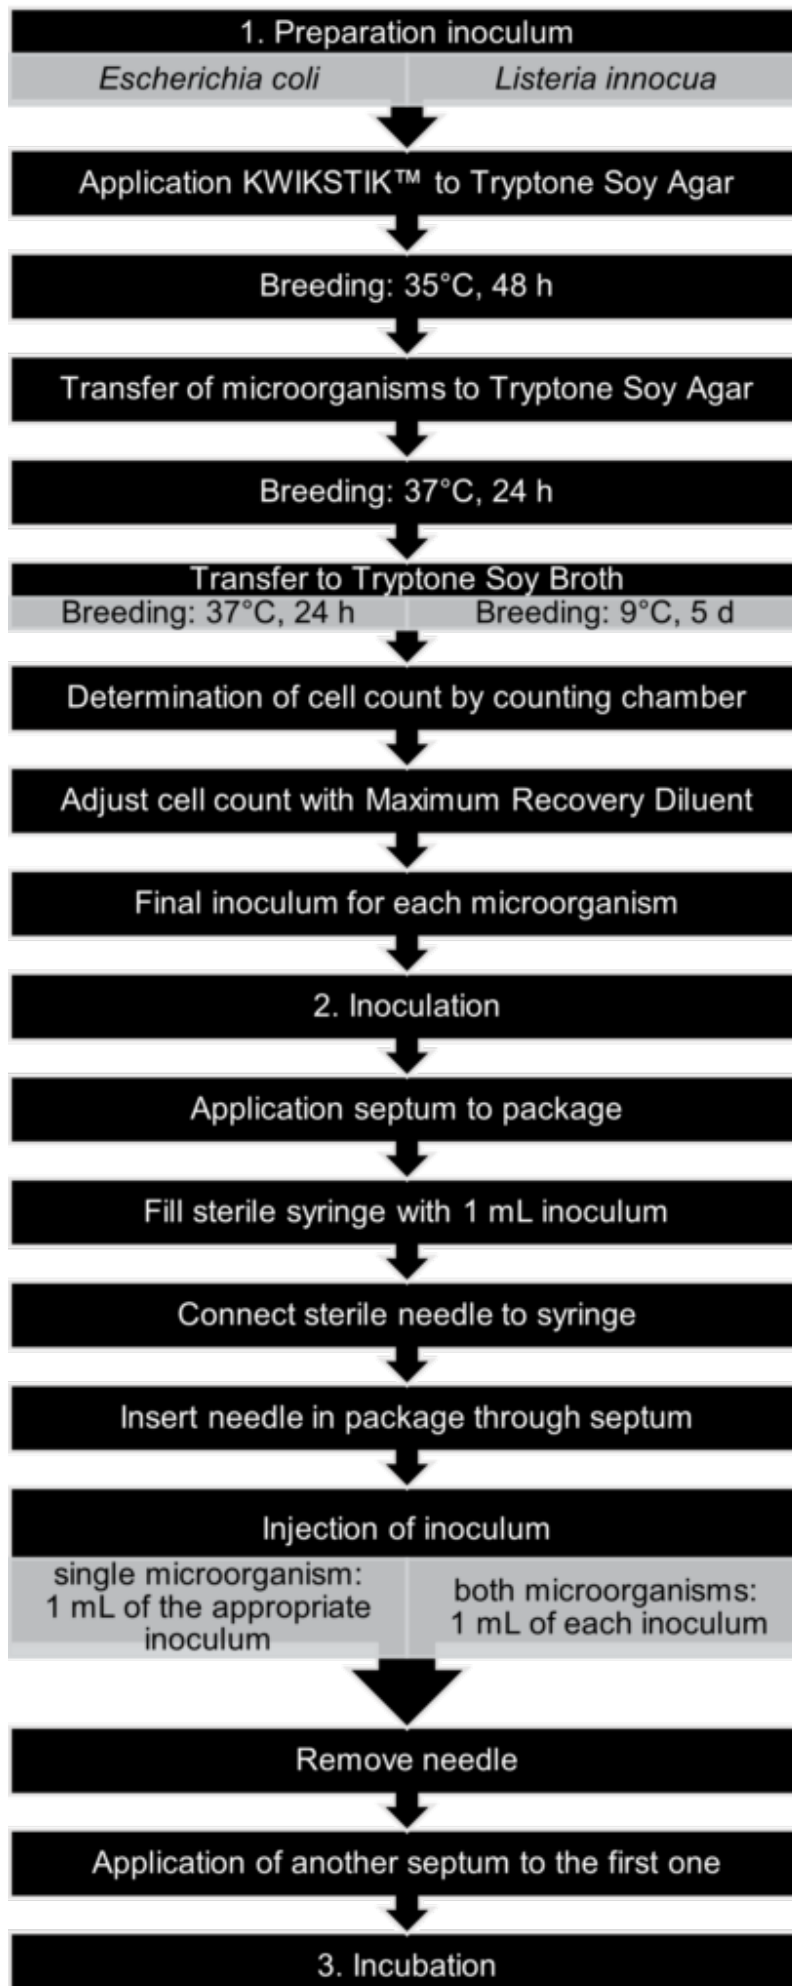 1. Preparation inoculum
Escherichia coli
Listeria innocua
Application KWIKSTIK™ to Tryptone Soy Agar
Breeding: 35°C, 48 h
Transfer of microorganisms to Tryptone Soy Agar
Breeding: 37°C, 24 h
Transfer to Tryptone Soy Broth
Breeding: 37°C, 24 h
Breeding: 9°C, 5 d
Determination of cell count by counting chamber
Adjust cell count with Maximum Recovery Diluent
Final inoculum for each microorganism
2. Inoculation
Application septum to package
Fill sterile syringe with 1 mL inoculum
Connect sterile needle to syringe
Insert needle in package through septum
Injection of inoculum
single microorganism:
1 mL of the appropriate
inoculum
both microorganisms:
1 mL of each inoculum
Remove needle
Application of another septum to the first one
3. Incubation